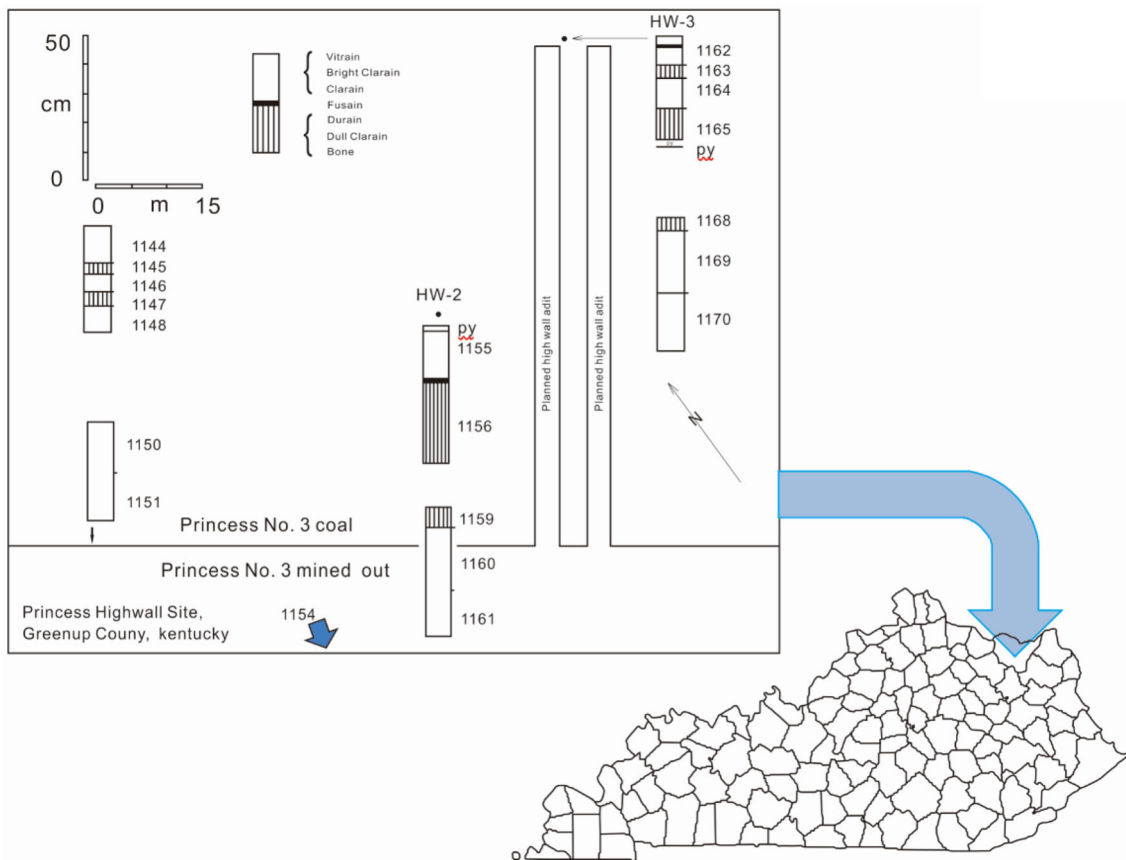 50
cm
0
0 m 15
Vitrain
Bright Clarain
Clarain
Fusain
Durain
Dull Clarain
Bone
HW-3
1162
1163
1164
1165
py
py
1168
1169
1170
1144
1145
1146
1147
1148
1150
1151
HW-2
py
1155
1156
1159
1160
1161
Planned high wall adit
Planned high wall adit
N
Princess No. 3 coal
Princess No. 3 mined out
Princess Highwall Site,
Greenup Couny, kentucky
1154